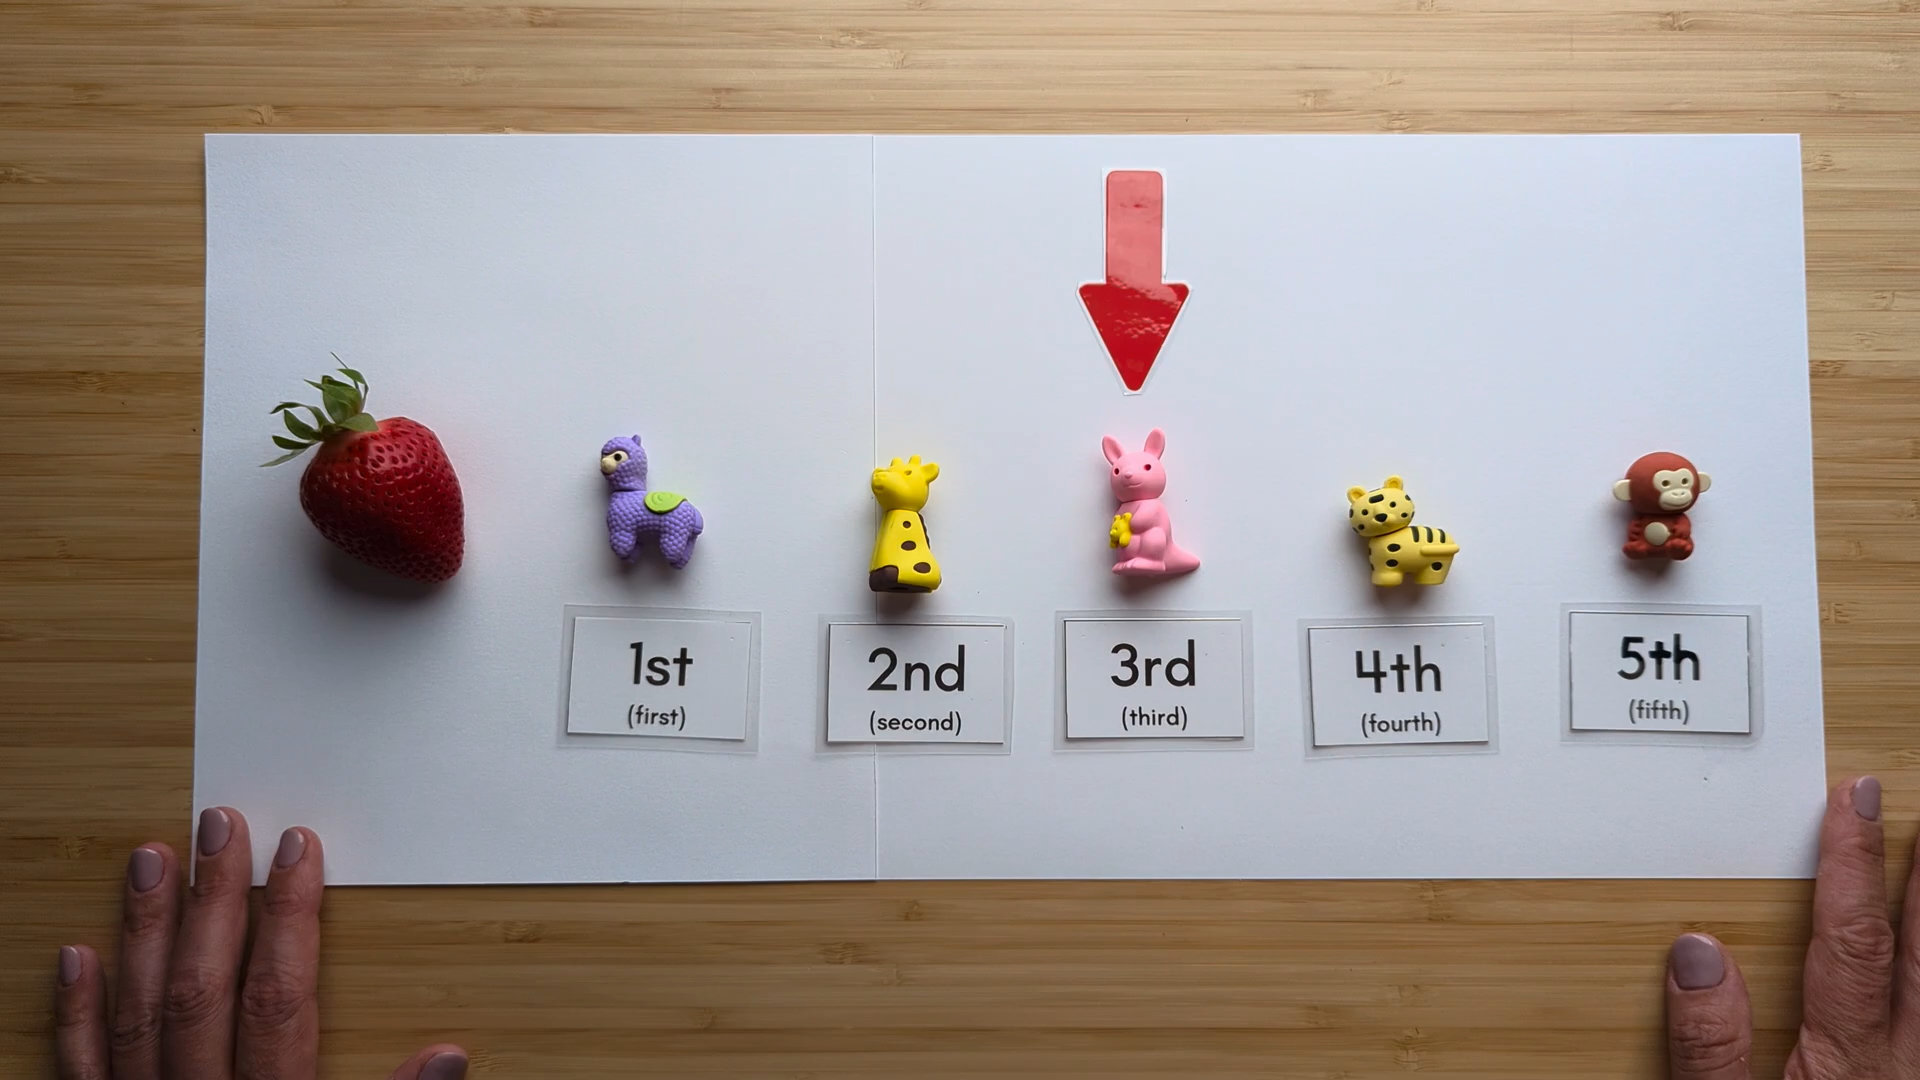 1st
(first)
2nd
(second)
3rd
(third)
4th
(fourth)
5th
(fifth)